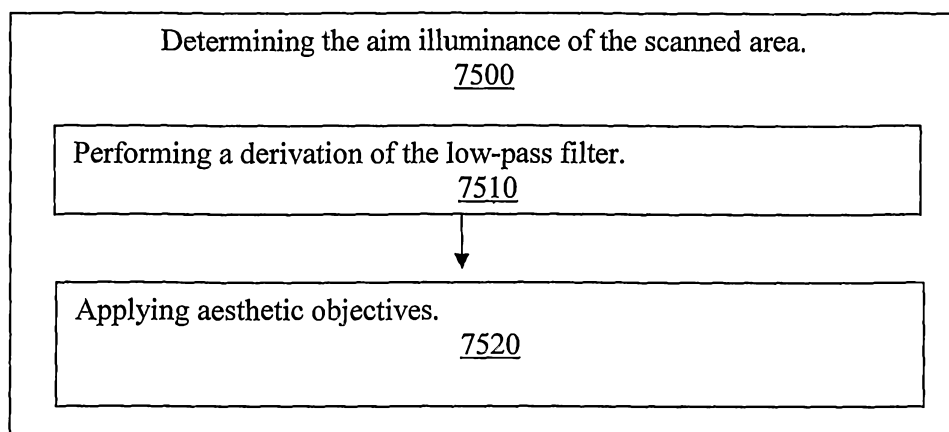 Determining the aim illuminance of the scanned area.
7500
Performing a derivation of the low-pass filter.
7510
Applying aesthetic objectives.
7520